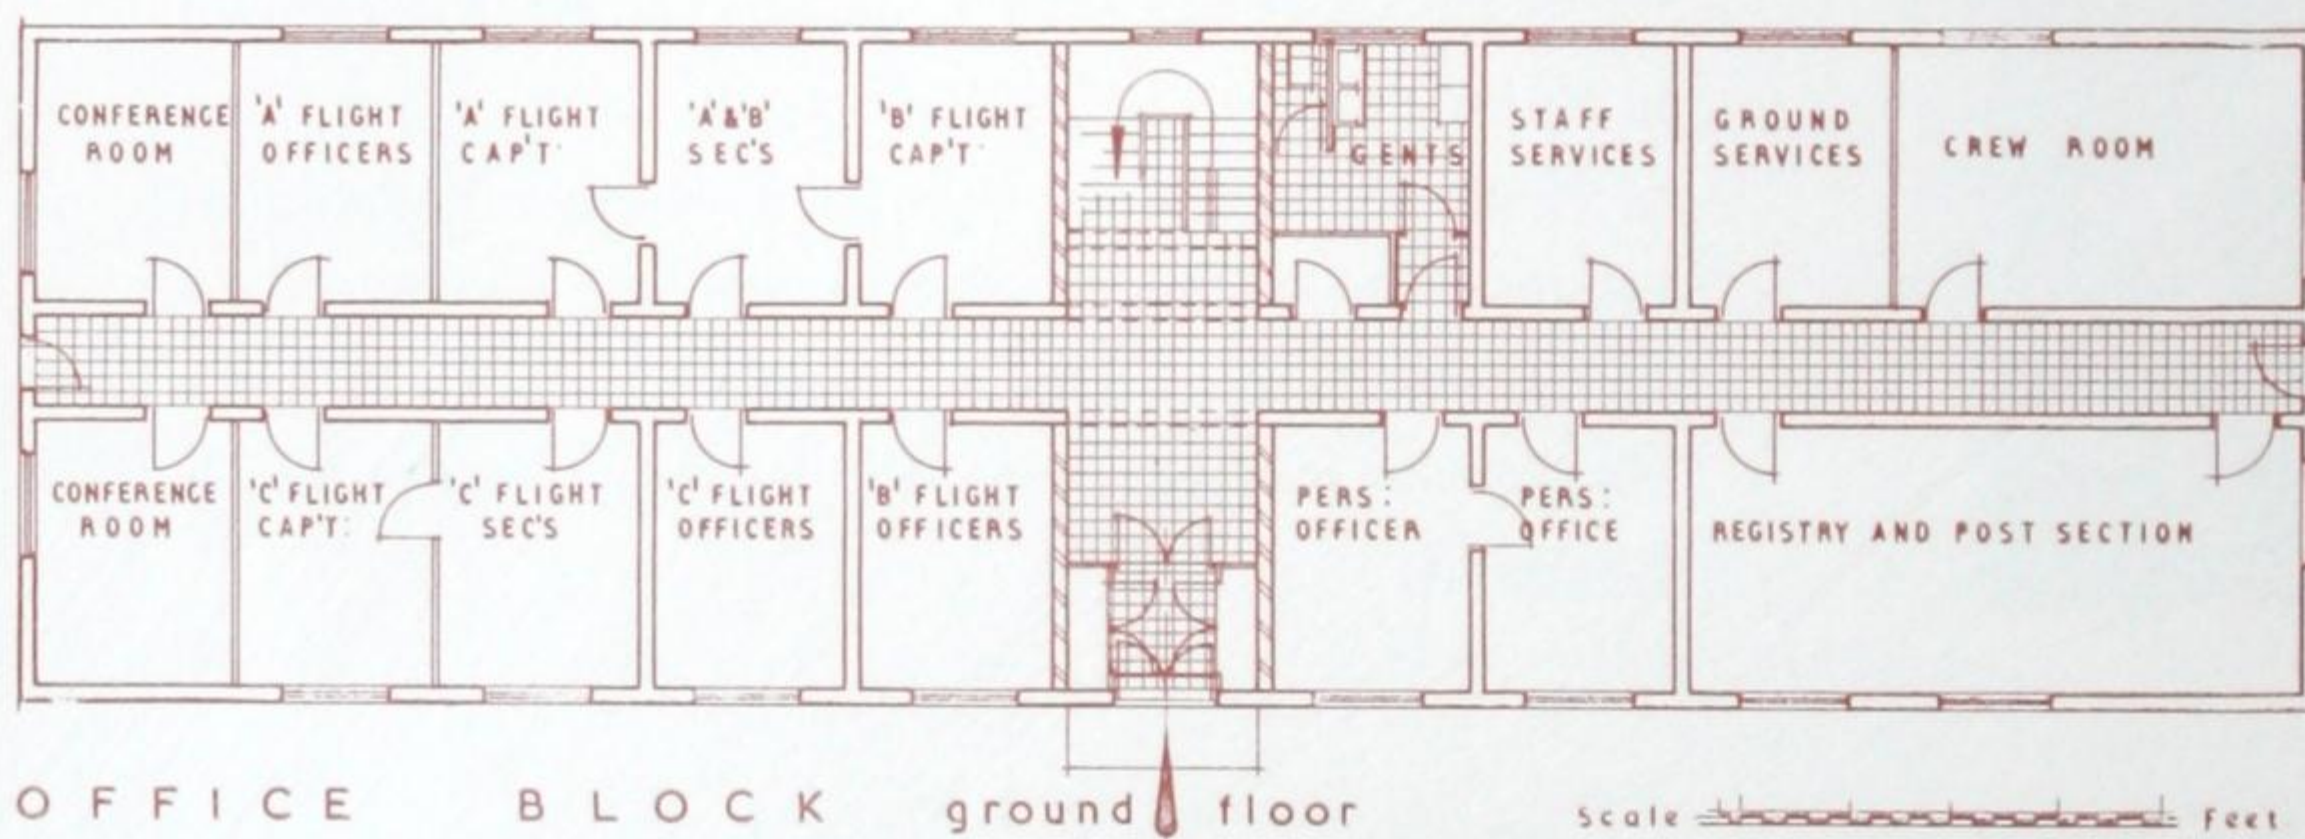 CONFERENCE
ROOM
'A' FLIGHT
OFFICERS
'A' FLIGHT
CAP'T
'A'&'B'
SEC'S
'B' FLIGHT
CAP'T
GENTS
STAFF
SERVICES
GROUND
SERVICES
CREW ROOM
CONFERENCE
ROOM
'C' FLIGHT
CAP'T:
'C' FLIGHT
SEC'S
'C' FLIGHT
OFFICERS
'B' FLIGHT
OFFICERS
PERS:
OFFICER
PERS:
OFFICE
REGISTRY AND POST SECTION
OFFICE BLOCK ground floor
Scale Feet